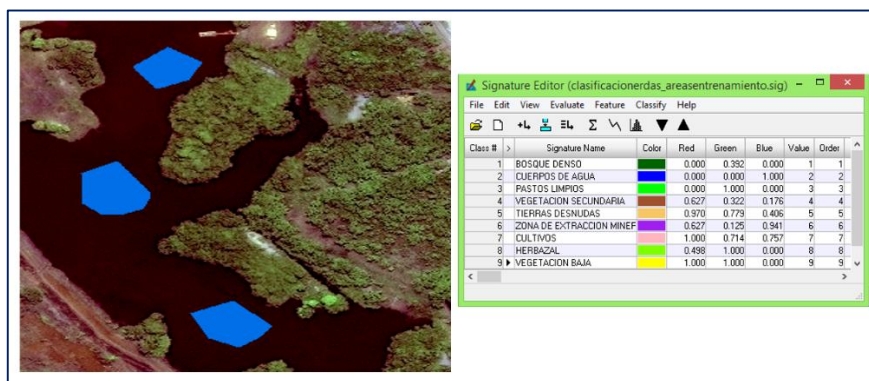 Signature Editor (clasificacionerdas_areasentrenamiento.sig)
File Edit View Evaluate Feature Classify Help
Class # > Signature Name Color Red Green Blue Value Order
1 BOSQUE DENSO 0.000 0.392 0.000 1 1
2 CUERPOS DE AGUA 0.000 0.000 1.000 2 2
3 PASTOS LIMPIOS 0.000 1.000 0.000 3 3
4 VEGETACION SECUNDARIA 0.627 0.322 0.176 4 4
5 TIERRAS DESNUDAS 0.970 0.779 0.406 5 5
6 ZONA DE EXTRACCION MINEF 0.627 0.125 0.941 6 6
7 CULTIVOS 1.000 0.714 0.757 7 7
8 HERBAZAL 0.498 1.000 0.000 8 8
9 VEGETACION BAJA 1.000 1.000 0.000 9 9